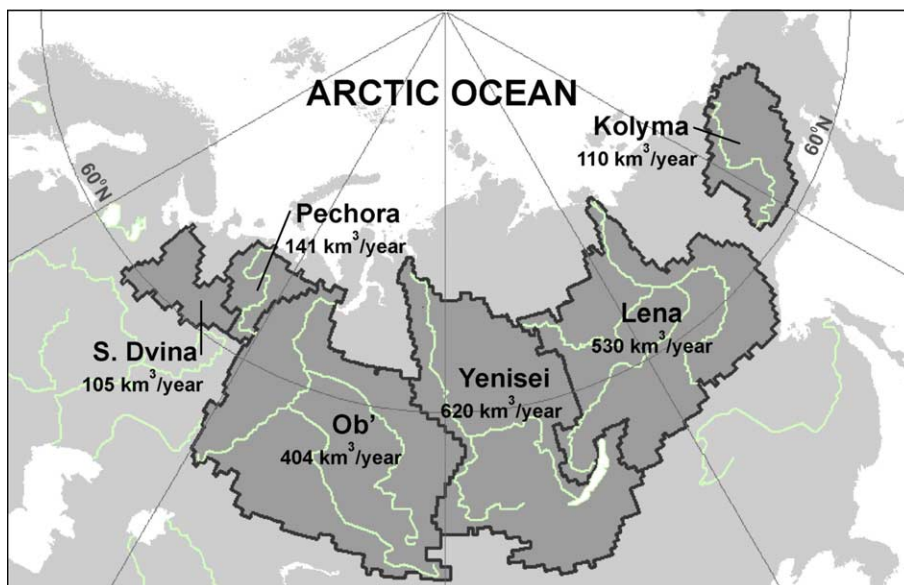 ARCTIC OCEAN
Kolyma
110 km³/year
60°N
60°N
Pechora
141 km³/year
S. Dvina
105 km³/year
Lena
530 km³/year
Yenisei
620 km³/year
Ob’
404 km³/year